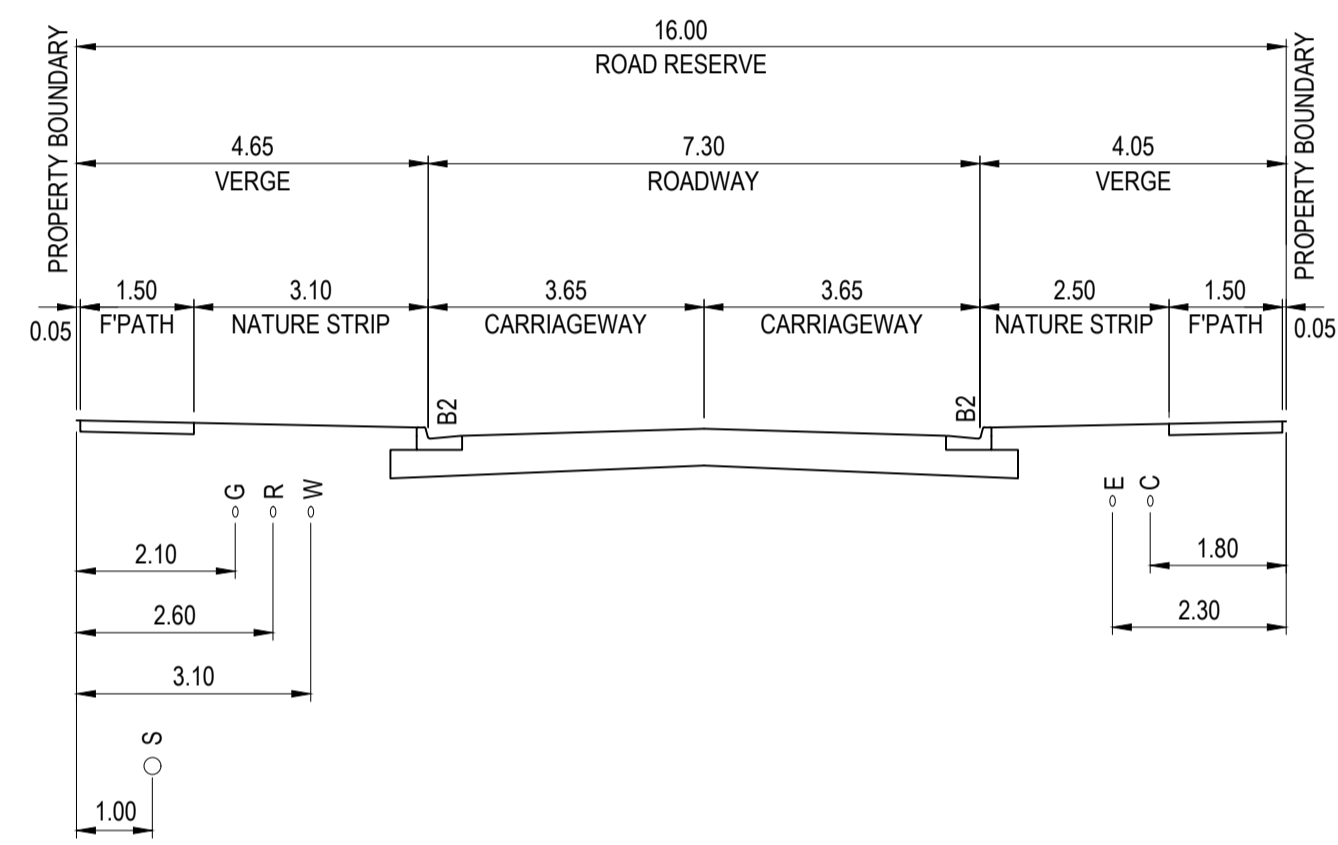 16.00
ROAD RESERVE
PROPERTY BOUNDARY
PROPERTY BOUNDARY
4.65
VERGE
7.30
ROADWAY
4.05
VERGE
0.05
1.50
F'PATH
3.10
NATURE STRIP
3.65
CARRIAGEWAY
3.65
CARRIAGEWAY
2.50
NATURE STRIP
1.50
F'PATH
0.05
B2
B2
G
R
W
E
C
2.10
2.60
3.10
1.80
2.30
S
1.00